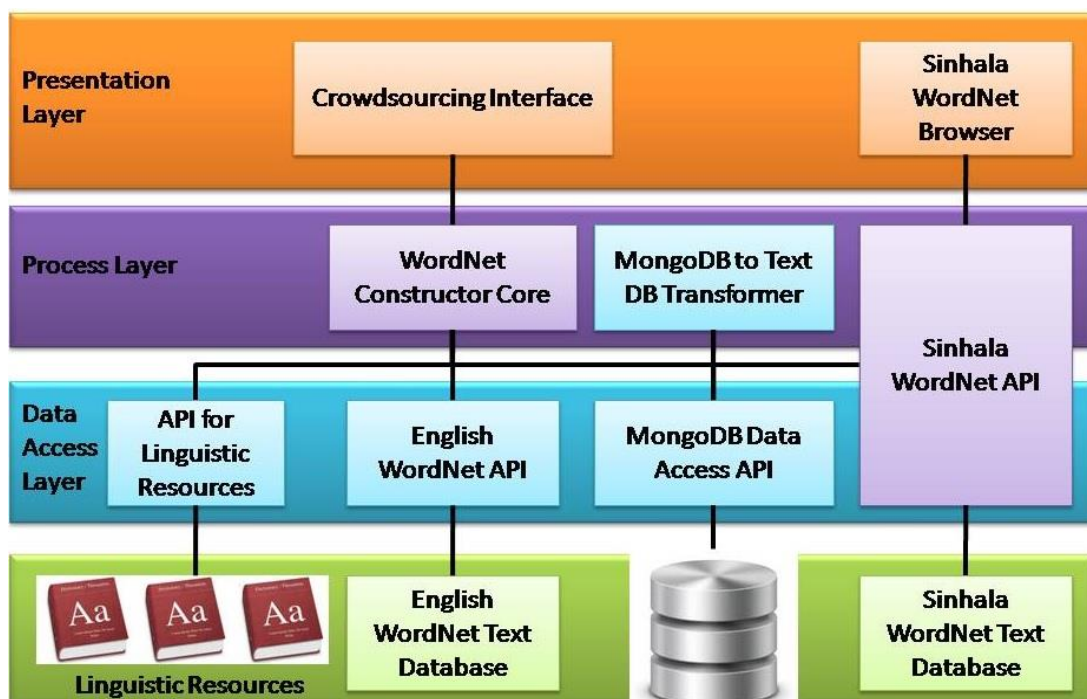 Presentation
Layer
Crowdsourcing Interface
Sinhala
WordNet
Browser
Process Layer
WordNet
Constructor Core
MongoDB to Text
DB Transformer
Sinhala
WordNet API
Data
Access
Layer
API for
Linguistic
Resources
English
WordNet API
MongoDB Data
Access API
Aa
Aa
Aa
Linguistic Resources
English
WordNet Text
Database
Sinhala
WordNet Text
Database